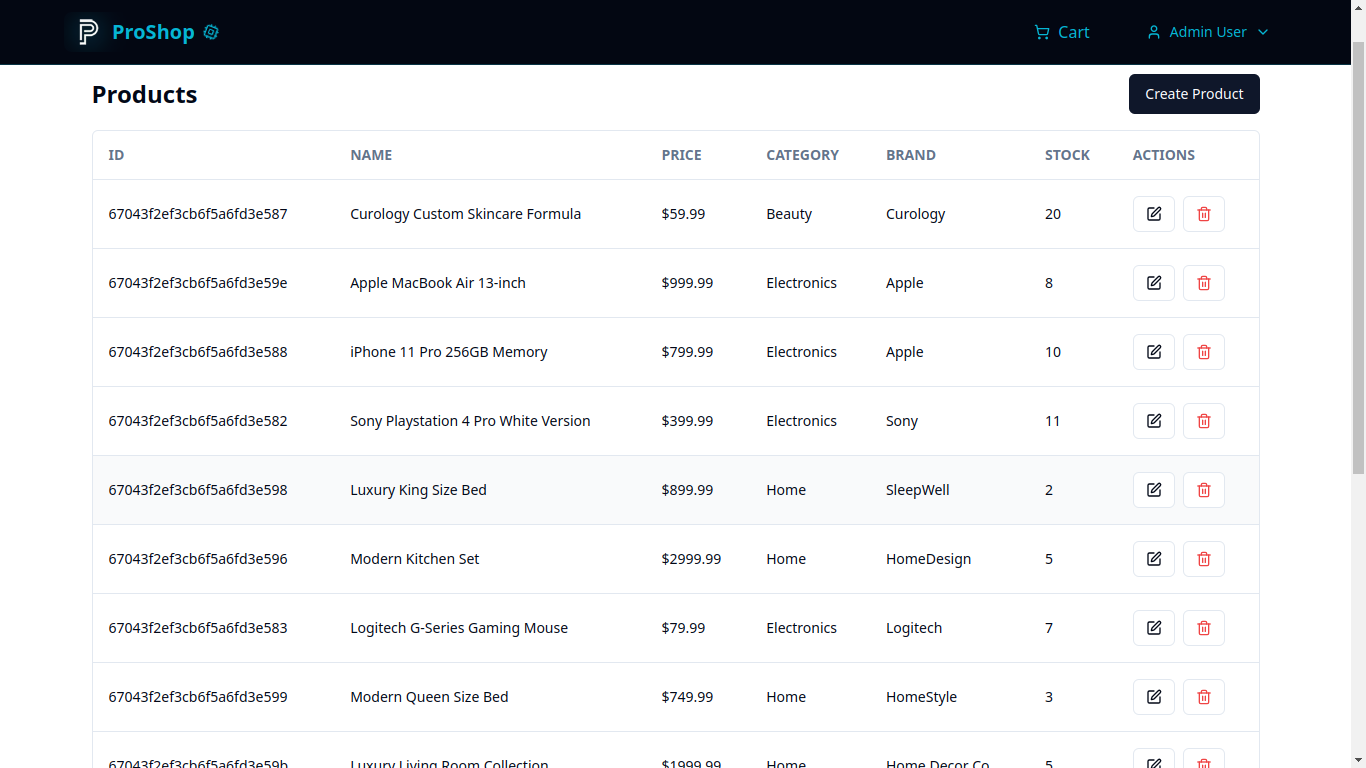 ProShop
Cart
Admin User
Products
Create Product
ID NAME PRICE CATEGORY BRAND STOCK ACTIONS
67043f2ef3cb6f5a6fd3e587 Curology Custom Skincare Formula $59.99 Beauty Curology 20
67043f2ef3cb6f5a6fd3e59e Apple MacBook Air 13-inch $999.99 Electronics Apple 8
67043f2ef3cb6f5a6fd3e588 iPhone 11 Pro 256GB Memory $799.99 Electronics Apple 10
67043f2ef3cb6f5a6fd3e582 Sony Playstation 4 Pro White Version $399.99 Electronics Sony 11
67043f2ef3cb6f5a6fd3e598 Luxury King Size Bed $899.99 Home SleepWell 2
67043f2ef3cb6f5a6fd3e596 Modern Kitchen Set $2999.99 Home HomeDesign 5
67043f2ef3cb6f5a6fd3e583 Logitech G-Series Gaming Mouse $79.99 Electronics Logitech 7
67043f2ef3cb6f5a6fd3e599 Modern Queen Size Bed $749.99 Home HomeStyle 3
67043f2ef3cb6f5a6fd3e59b Luxury Living Room Collection $1999.99 Home Home Decor Co 5